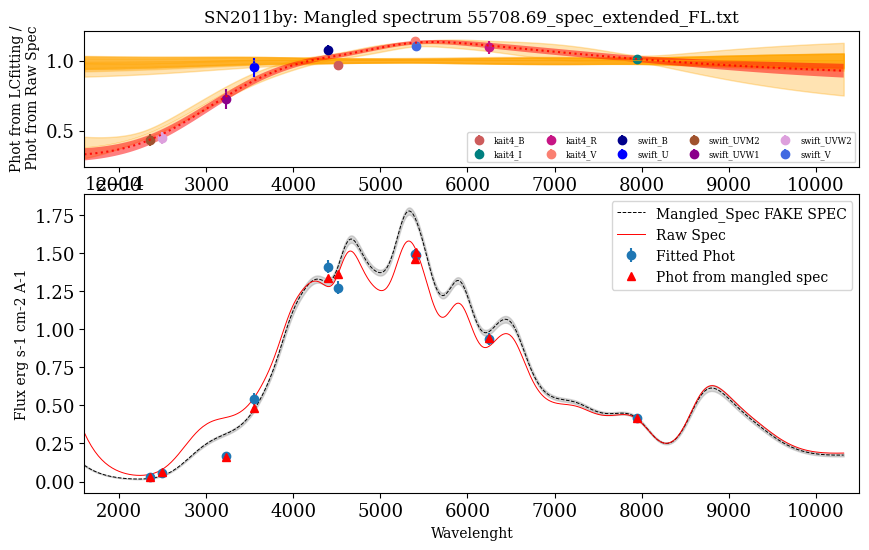 SN2011by: Mangled spectrum 55708.69_spec_extended_FL.txt
Phot from LCfitting /
Phot from Raw Spec
1.0
0.5
kait4_B kait4_R swift_B swift_UVM2 swift_UVW2
kait4_I kait4_V swift_U swift_UVW1 swift_V
2000 3000 4000 5000 6000 7000 8000 9000 10000
1e−14
Flux erg s-1 cm-2 A-1
1.75
1.50
1.25
1.00
0.75
0.50
0.25
0.00
Mangled_Spec FAKE SPEC
Raw Spec
Fitted Phot
Phot from mangled spec
2000 3000 4000 5000 6000 7000 8000 9000 10000
Wavelenght